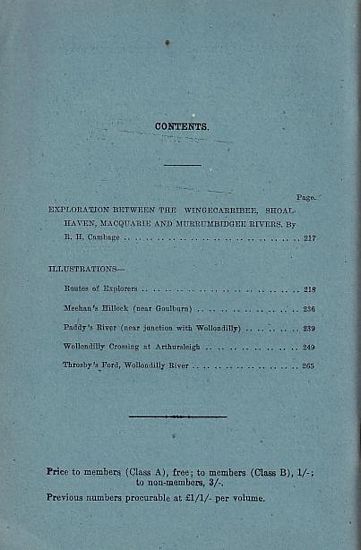 CONTENTS.
Page.
EXPLORATION BETWEEN THE WINGECARRIBEE, SHOAL-
HAVEN, MACQUARIE AND MURRUMBIDGEE RIVERS. By
R. H. Cambage .. .. .. .. .. .. .. .. .. .. .. 217
ILLUSTRATIONS—
Routes of Explorers .. .. .. .. .. .. .. .. .. .. 218
Meehan's Hillock (near Goulburn) .. .. .. .. .. .. 236
Paddy's River (near junction with Wollondilly) .. .. .. 239
Wollondilly Crossing at Arthursleigh .. .. .. .. .. 249
Throsby's Ford, Wollondilly River .. .. .. .. .. .. 265
Price to members (Class A), free; to members (Class B), 1/-;
to non-members, 3/-.
Previous numbers procurable at £1/1/- per volume.